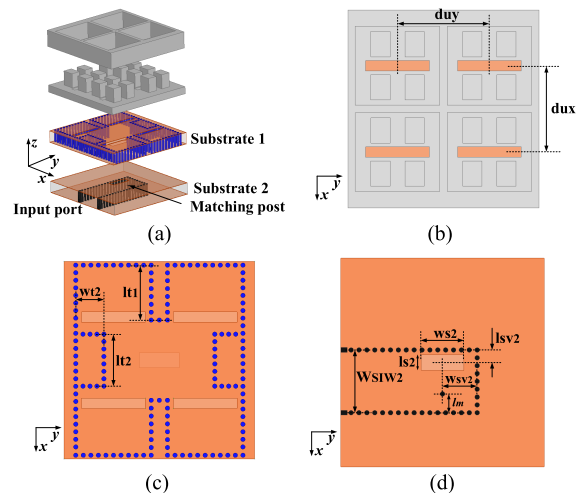 z
y
x
Substrate 1
Substrate 2
Input port
Matching post
(a)
duy
dux
y
x
(b)
wt2
lt1
lt2
y
x
(c)
ws2
lsv2
ls2
WSIW2
wsv2
lm
y
x
(d)